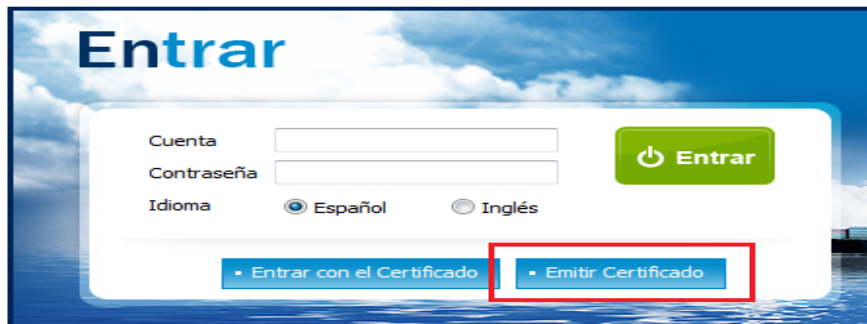 Entrar
Cuenta
Contraseña
Entrar
Idioma
Español
Inglés
▪ Entrar con el Certificado
▪ Emitir Certificado